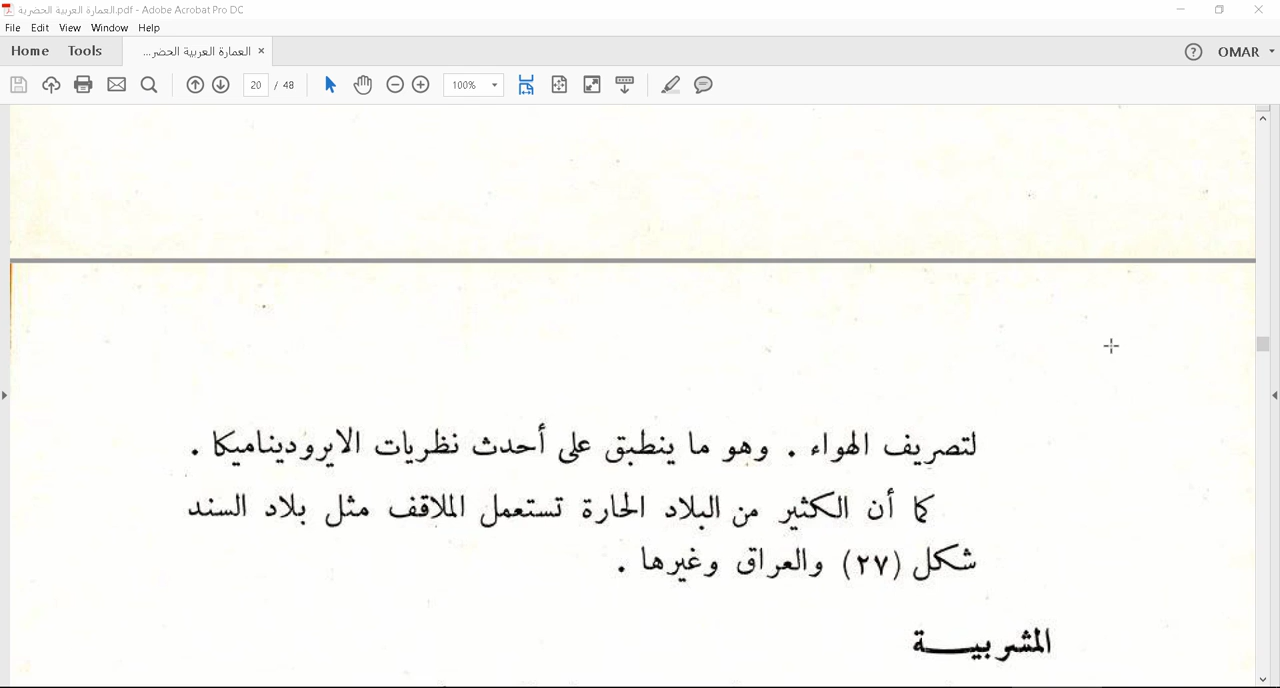 العمارة العربية الحضرية.pdf - Adobe Acrobat Pro DC
File Edit View Window Help
Home Tools العمارة العربية الحضر... × ? OMAR
20 / 48 100%
لتصريف الهواء . وهو ما ينطبق على أحدث نظريات الايروديناميكا .
كما أن الكثير من البلاد الحارة تستعمل الملاقف مثل بلاد السند
شكل (٢٧) والعراق وغيرها .
المشربيـــة